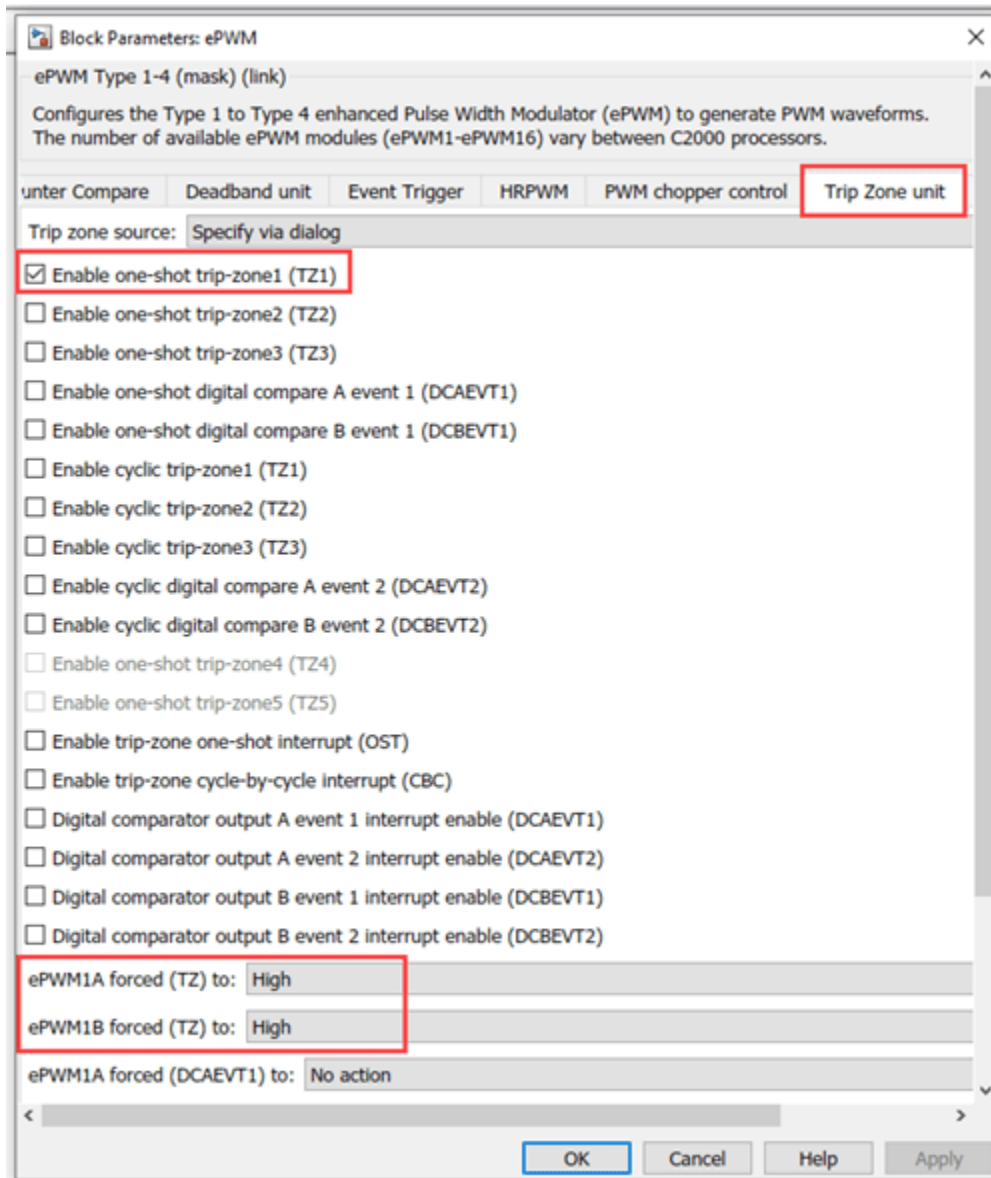 Block Parameters: ePWM
ePWM Type 1-4 (mask) (link)
Configures the Type 1 to Type 4 enhanced Pulse Width Modulator (ePWM) to generate PWM waveforms.
The number of available ePWM modules (ePWM1-ePWM16) vary between C2000 processors.
unter Compare Deadband unit Event Trigger HRPWM PWM chopper control Trip Zone unit
Trip zone source: Specify via dialog
Enable one-shot trip-zone1 (TZ1)
Enable one-shot trip-zone2 (TZ2)
Enable one-shot trip-zone3 (TZ3)
Enable one-shot digital compare A event 1 (DCAEVT1)
Enable one-shot digital compare B event 1 (DCBEVT1)
Enable cyclic trip-zone1 (TZ1)
Enable cyclic trip-zone2 (TZ2)
Enable cyclic trip-zone3 (TZ3)
Enable cyclic digital compare A event 2 (DCAEVT2)
Enable cyclic digital compare B event 2 (DCBEVT2)
Enable one-shot trip-zone4 (TZ4)
Enable one-shot trip-zone5 (TZ5)
Enable trip-zone one-shot interrupt (OST)
Enable trip-zone cycle-by-cycle interrupt (CBC)
Digital comparator output A event 1 interrupt enable (DCAEVT1)
Digital comparator output A event 2 interrupt enable (DCAEVT2)
Digital comparator output B event 1 interrupt enable (DCBEVT1)
Digital comparator output B event 2 interrupt enable (DCBEVT2)
ePWM1A forced (TZ) to: High
ePWM1B forced (TZ) to: High
ePWM1A forced (DCAEVT1) to: No action
OK Cancel Help Apply